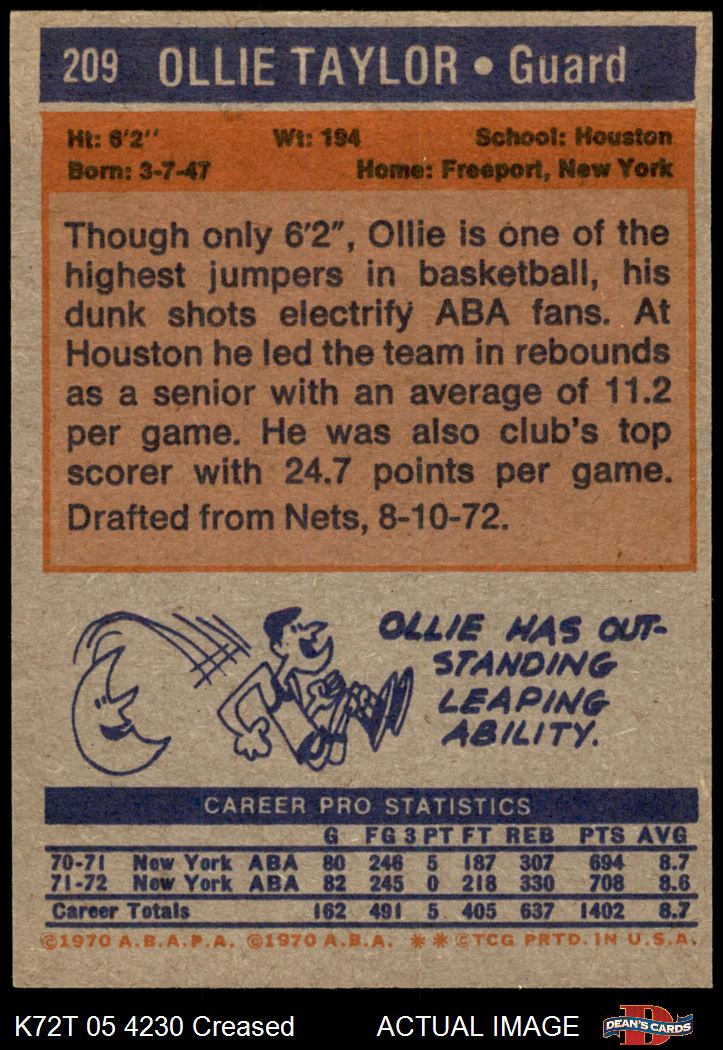 209 OLLIE TAYLOR • Guard
Ht: 6'2" Wt: 194 School: Houston
Born: 3-7-47 Home: Freeport, New York
Though only 6'2", Ollie is one of the
highest jumpers in basketball, his
dunk shots electrify ABA fans. At
Houston he led the team in rebounds
as a senior with an average of 11.2
per game. He was also club's top
scorer with 24.7 points per game.
Drafted from Nets, 8-10-72.
OLLIE HAS OUT-
STANDING
LEAPING
ABILITY.
CAREER PRO STATISTICS
G FG 3 PT FT REB PTS AVG
70-71 New York ABA 80 246 5 187 307 694 8.7
71-72 New York ABA 82 245 0 218 330 708 8.6
Career Totals 162 491 5 405 637 1402 8.7
©1970 A.B.A.P.A. ©1970 A.B.A. ** ©TCG PRTD. IN U.S.A.
K72T 05 4230 Creased ACTUAL IMAGE DEAN'S CARDS